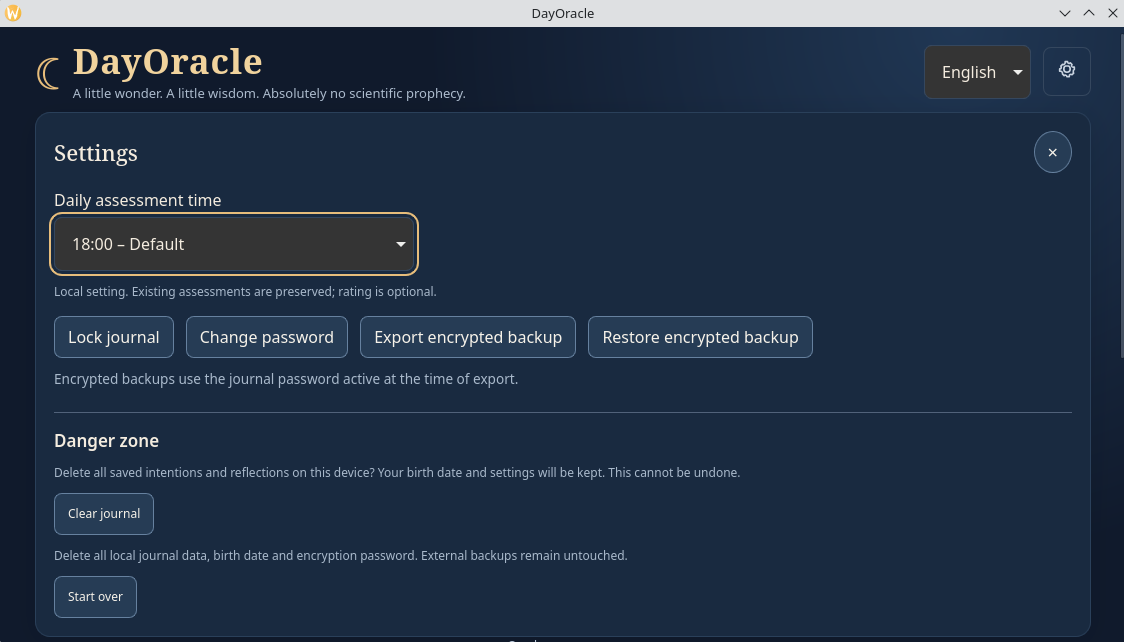 DayOracle
DayOracle
A little wonder. A little wisdom. Absolutely no scientific prophecy.
English
Settings
×
Daily assessment time
18:00 – Default
Local setting. Existing assessments are preserved; rating is optional.
Lock journal
Change password
Export encrypted backup
Restore encrypted backup
Encrypted backups use the journal password active at the time of export.
Danger zone
Delete all saved intentions and reflections on this device? Your birth date and settings will be kept. This cannot be undone.
Clear journal
Delete all local journal data, birth date and encryption password. External backups remain untouched.
Start over